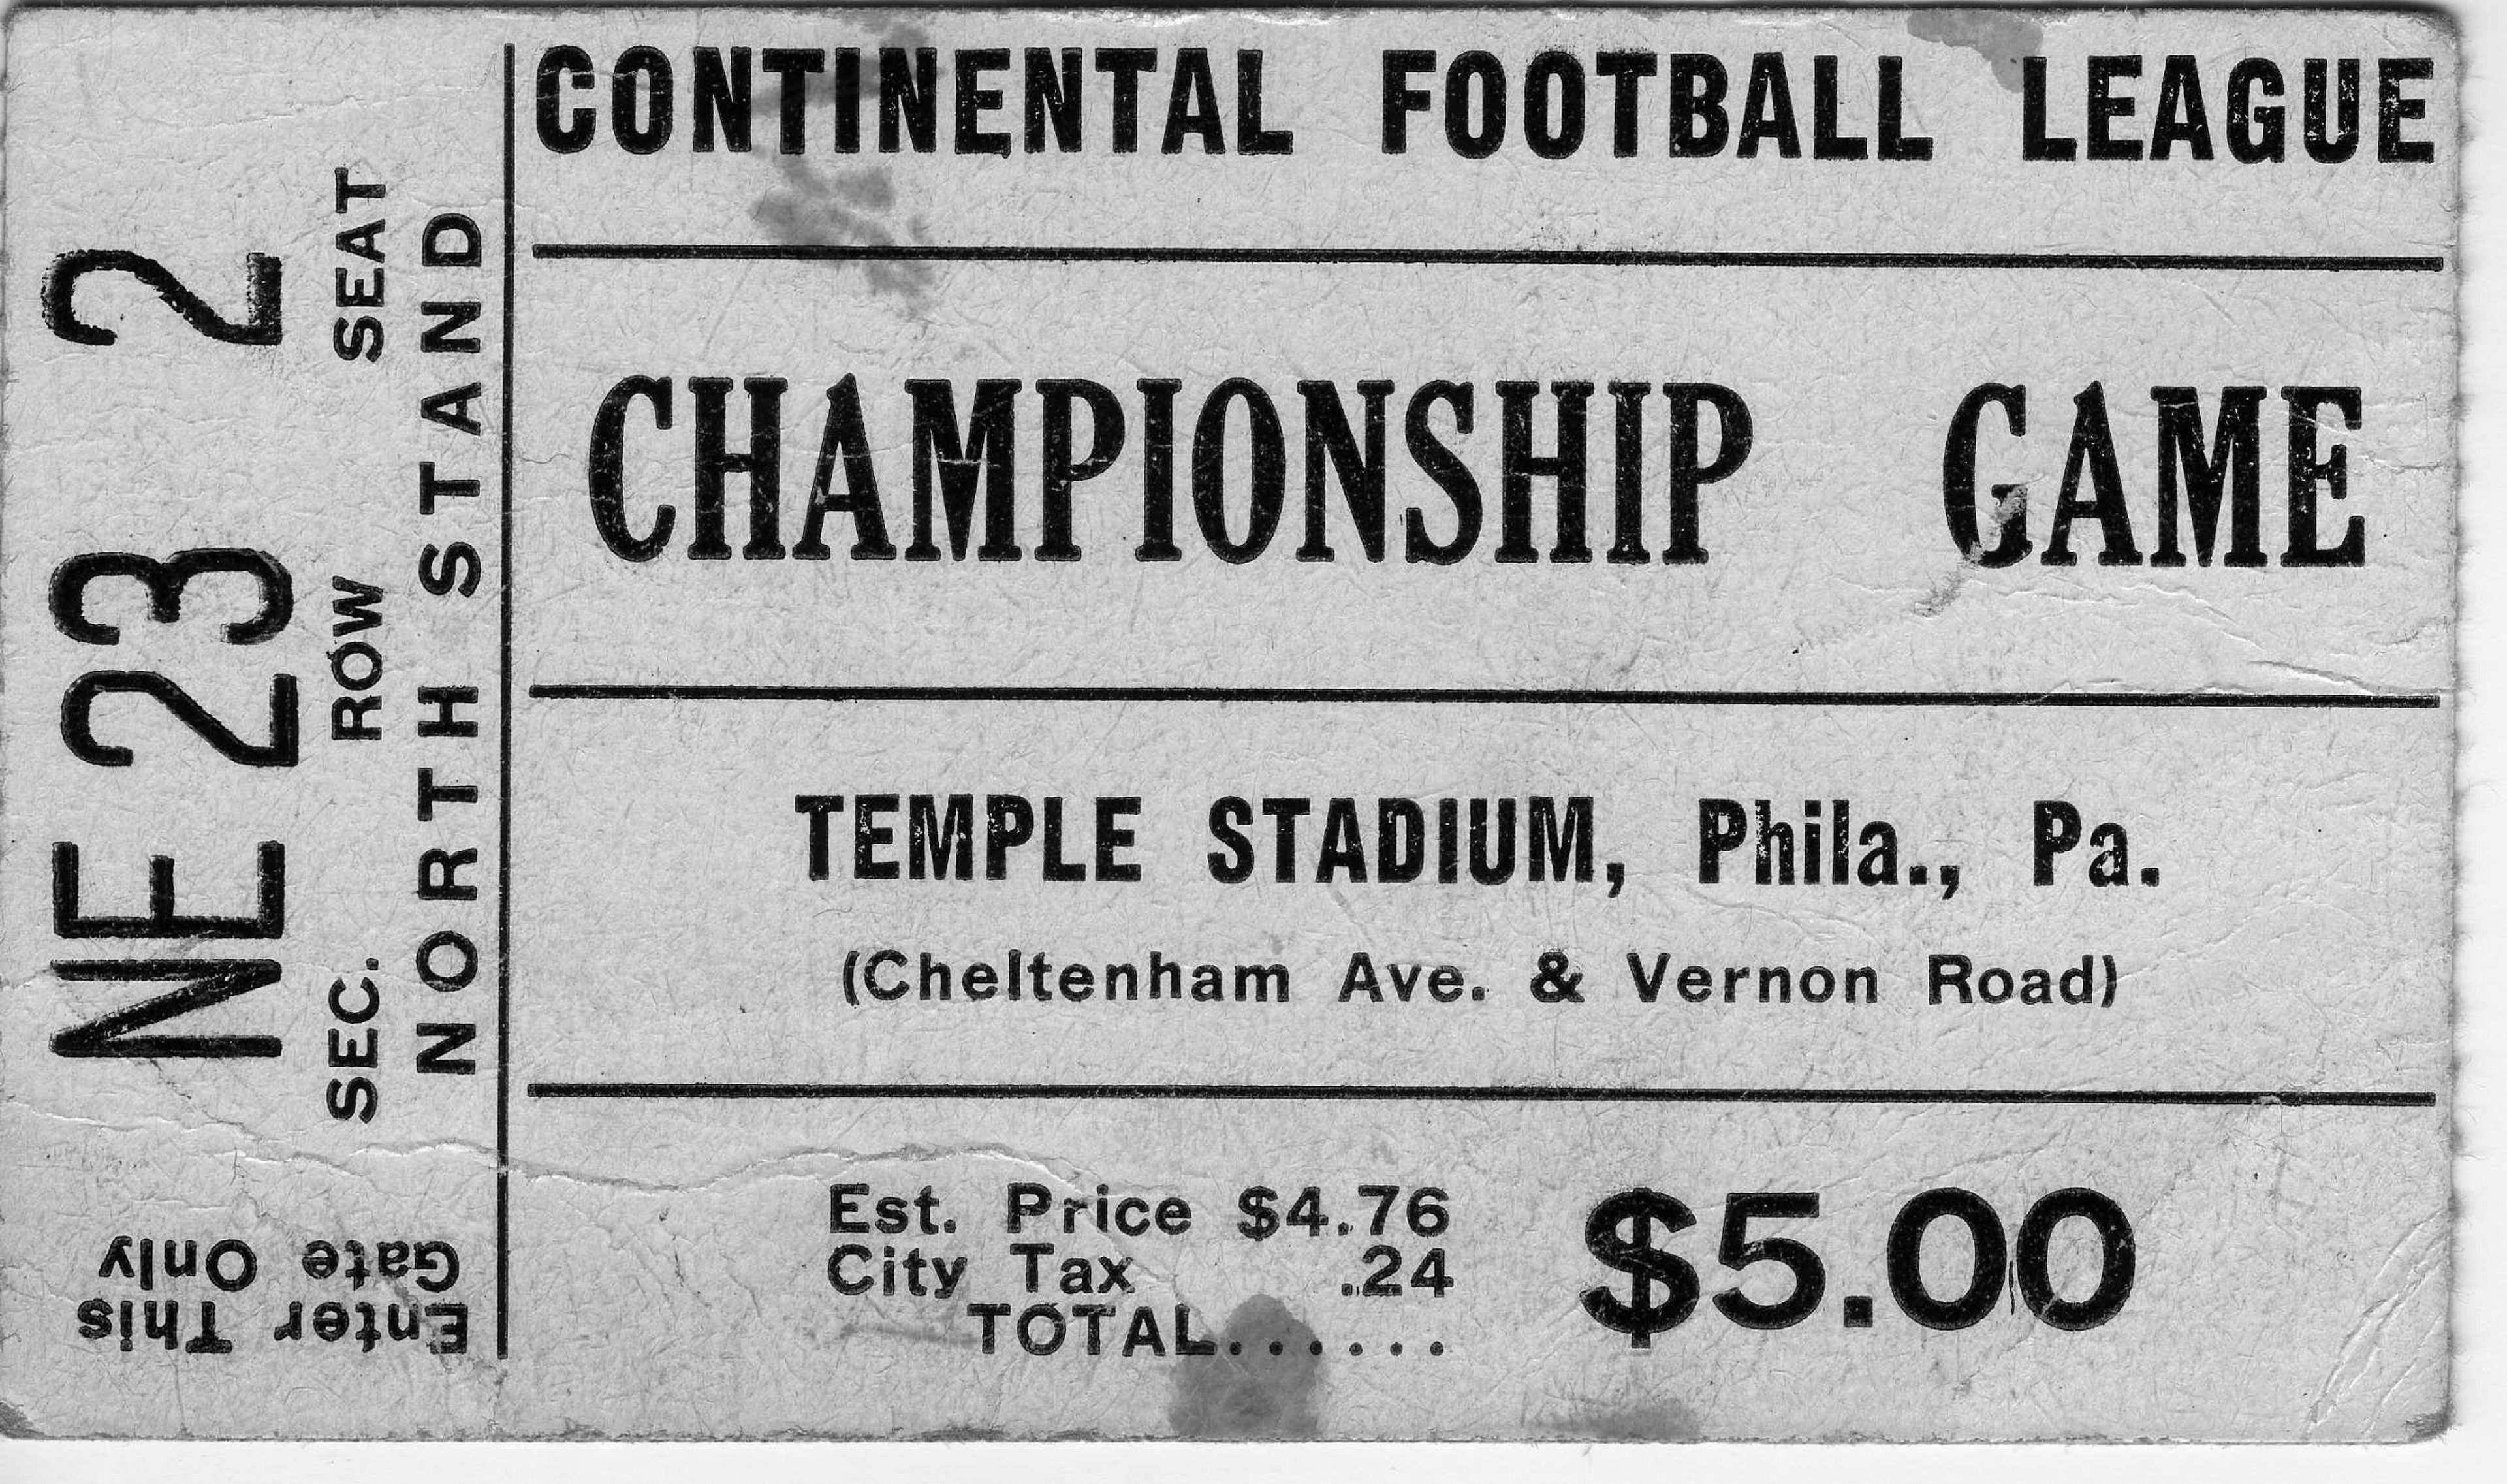 CONTINENTAL FOOTBALL LEAGUE
CHAMPIONSHIP GAME
TEMPLE STADIUM, Phila., Pa.
(Cheltenham Ave. & Vernon Road)
Est. Price $4.76
City Tax .24
TOTAL......
$5.00
NE 23 2
SEC. ROW SEAT
NORTH STAND
Enter This
Gate Only